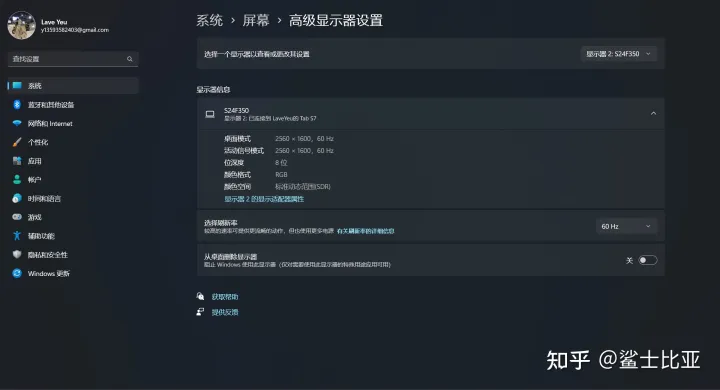 Lave Yeu
y13593582403@gmail.com
系统 › 屏幕 › 高级显示器设置
查找设置
选择一个显示器以查看或更改其设置
显示器 2: S24F350
系统
蓝牙和其他设备
网络和 Internet
个性化
应用
帐户
时间和语言
游戏
辅助功能
隐私和安全性
Windows 更新
显示器信息
S24F350
显示器 2: 已连接到 LaveYeu的 Tab S7
桌面模式 2560 × 1600, 60 Hz
活动信号模式 2560 × 1600, 60 Hz
位深度 8 位
颜色格式 RGB
颜色空间 标准动态范围(SDR)
显示器 2 的显示适配器属性
选择刷新率
较高的速率可提供更流畅的动作，但也使用更多电源 有关刷新率的详细信息
60 Hz
从桌面删除显示器
阻止 Windows 使用此显示器（仅对需要使用此显示器的特殊用途应用可用）
关
获取帮助
提供反馈
知乎 @鲨士比亚